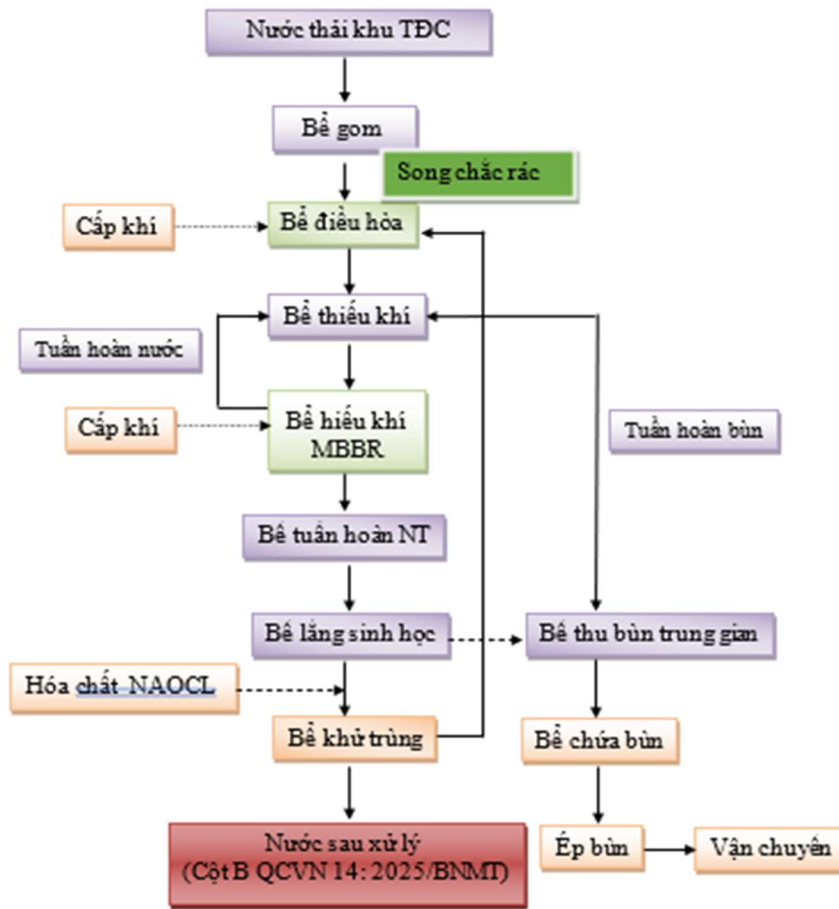 Nước thải khu TĐC
Bể gom
Song chắc rác
Cấp khí
Bể điều hòa
Bể thiếu khí
Tuần hoàn nước
Cấp khí
Bể hiếu khí
MBBR
Tuần hoàn bùn
Bể tuần hoàn NT
Bể lắng sinh học
Bể thu bùn trung gian
Hóa chất NAOCL
Bể khử trùng
Bể chứa bùn
Nước sau xử lý
(Cột B QCVN 14: 2025/BNMT)
Ép bùn
Vận chuyển